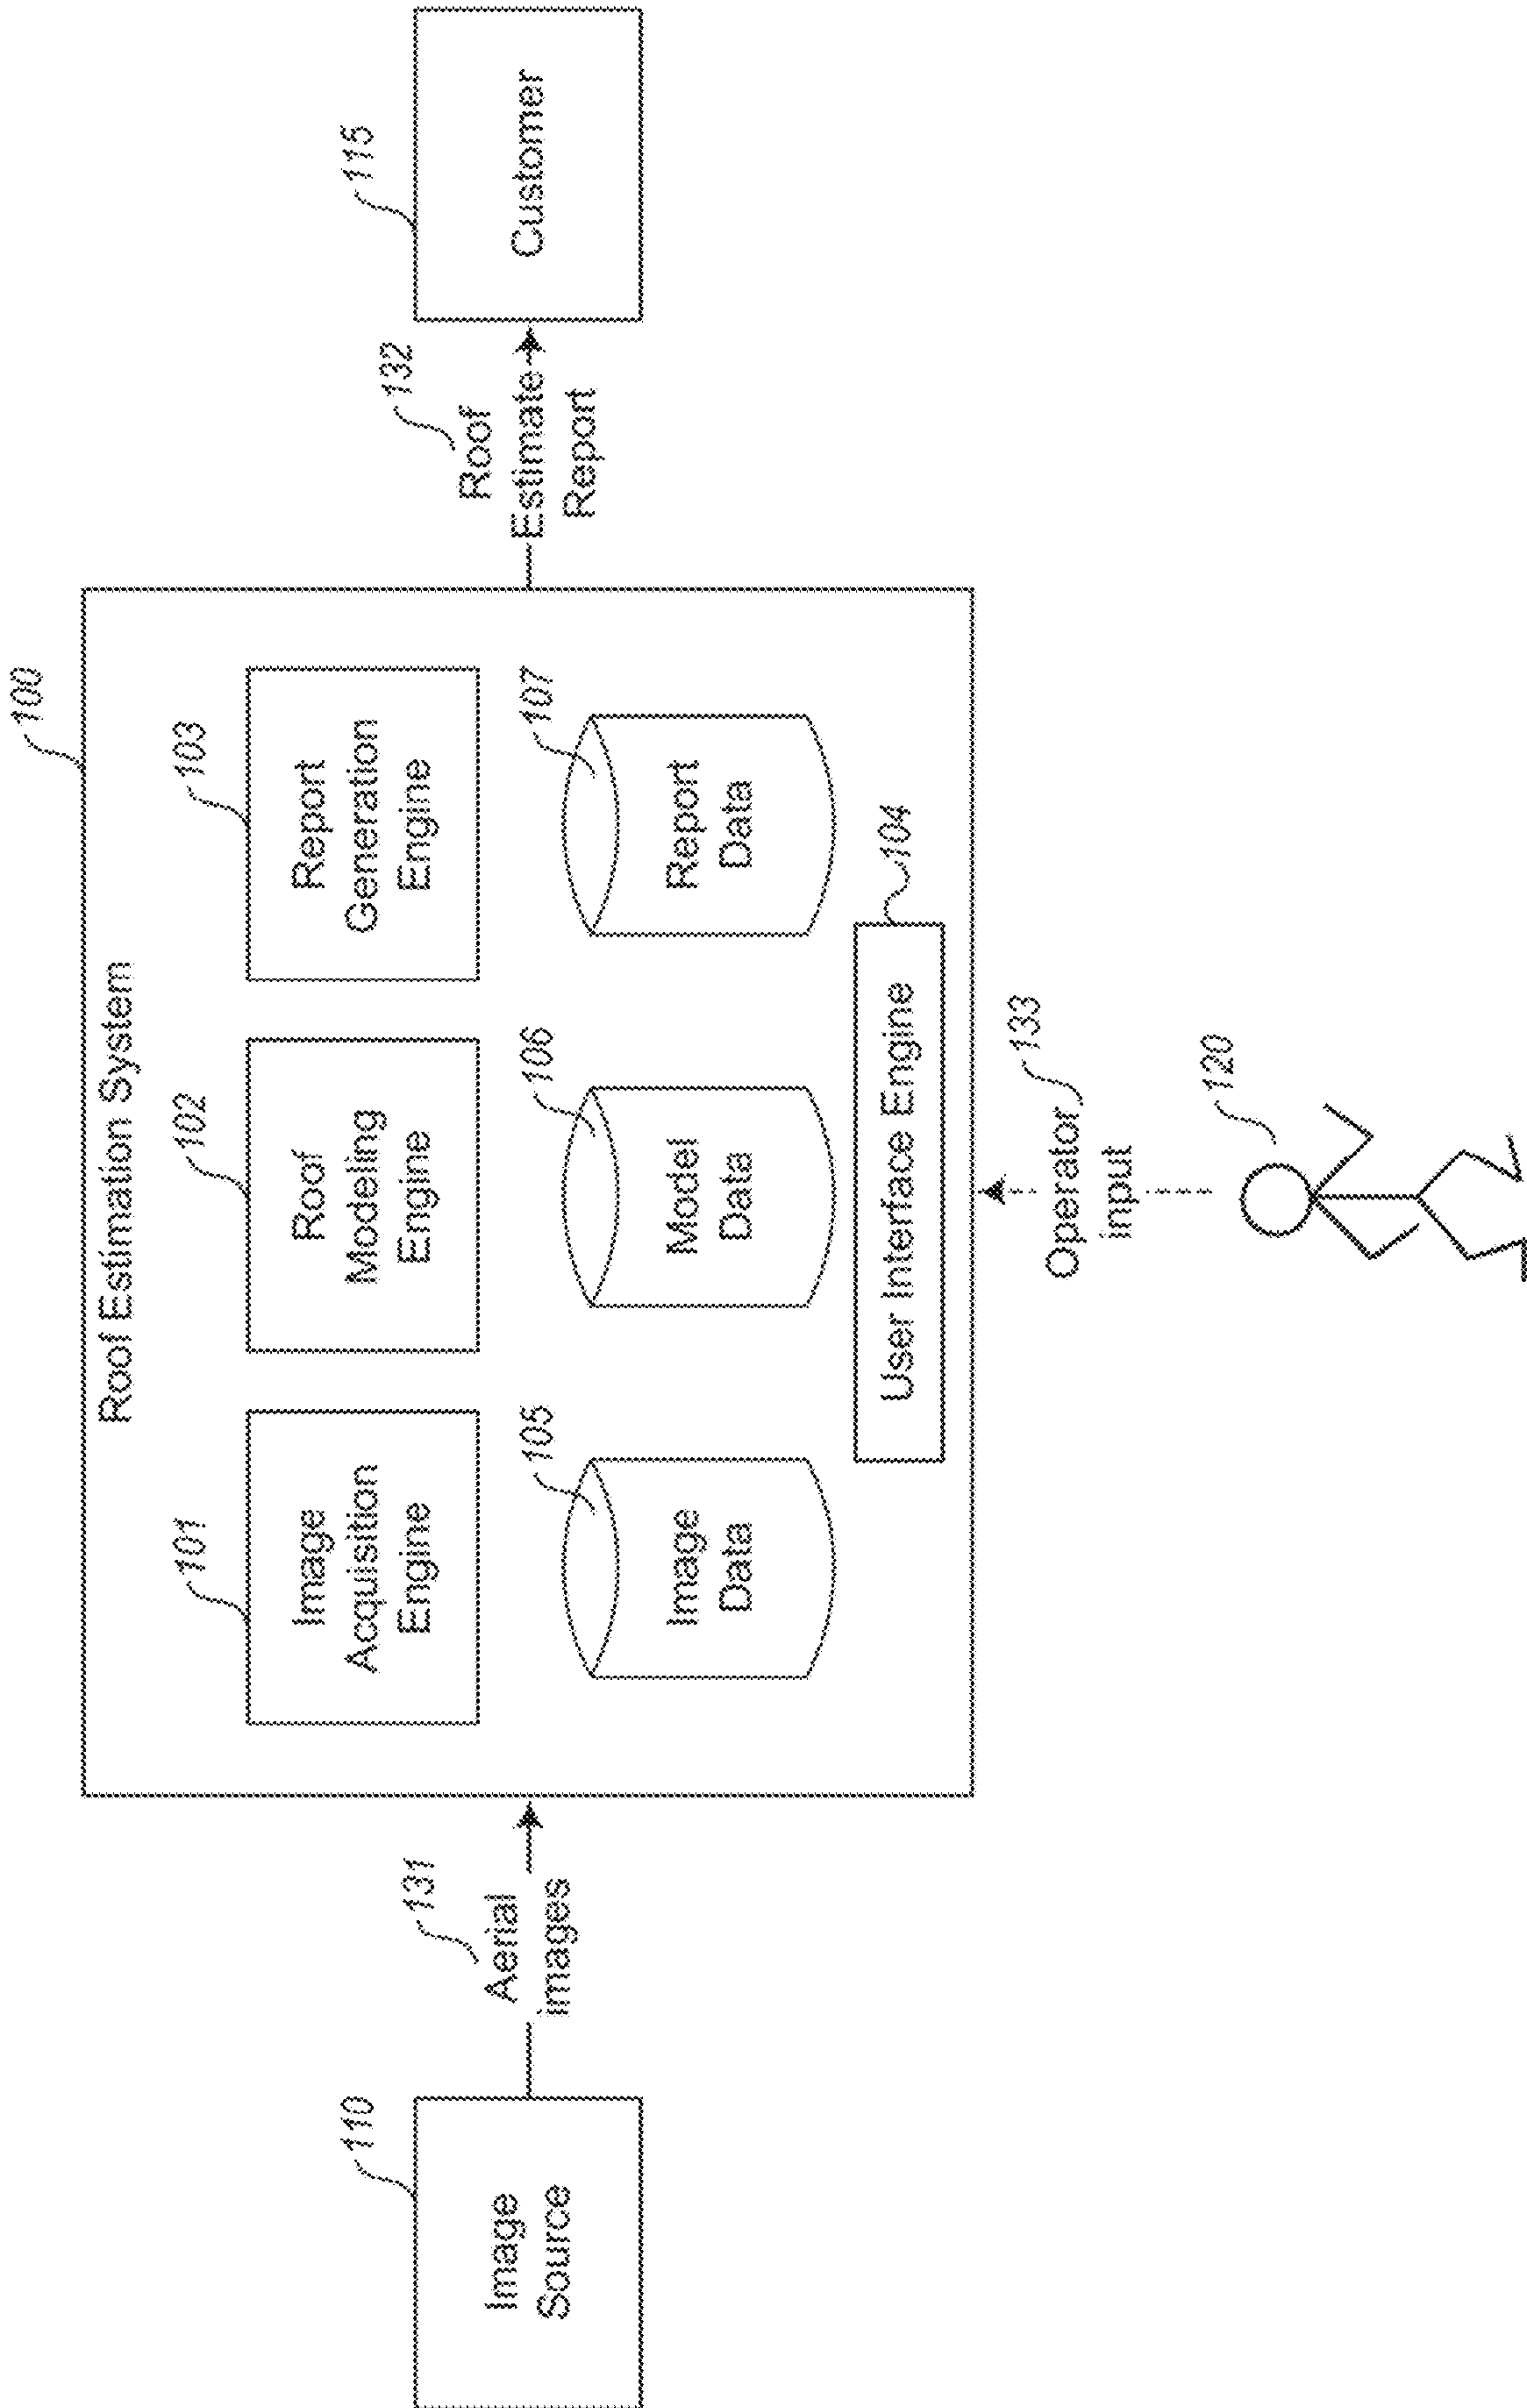 100
Roof Estimation System
101
Image
Acquisition
Engine
102
Roof
Modeling
Engine
103
Report
Generation
Engine
110
Image
Source
131
Aerial
images
105
Image
Data
106
Model
Data
107
Report
Data
132
Roof
Estimate
Report
115
Customer
User Interface Engine
104
Operator
input
133
120